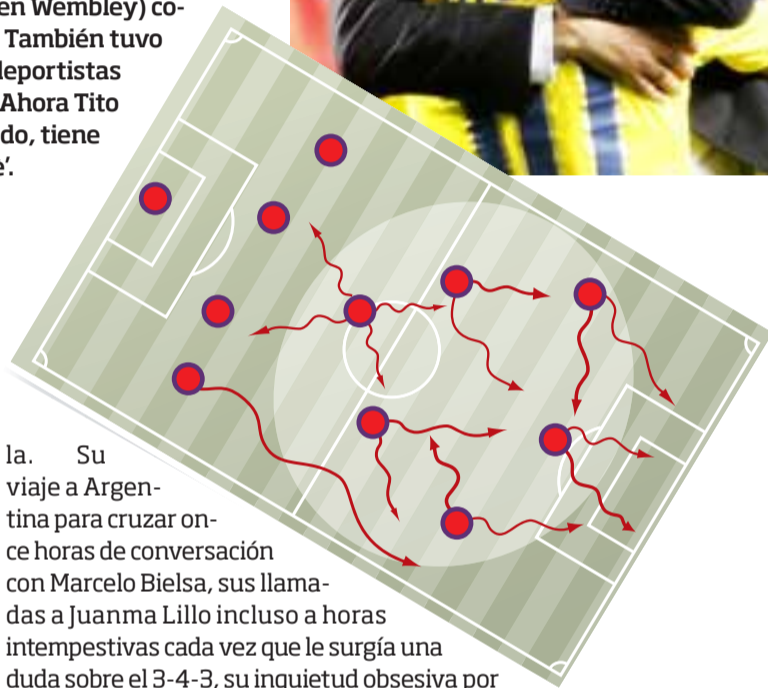 en Wembley) co-
También tuvo
deportistas
Ahora Tito
do, tiene
e’.
la. Su
viaje a Argen-
tina para cruzar on-
ce horas de conversación
con Marcelo Bielsa, sus llama-
das a Juanma Lillo incluso a horas
intempestivas cada vez que le surgía una
duda sobre el 3-4-3, su inquietud obsesiva por